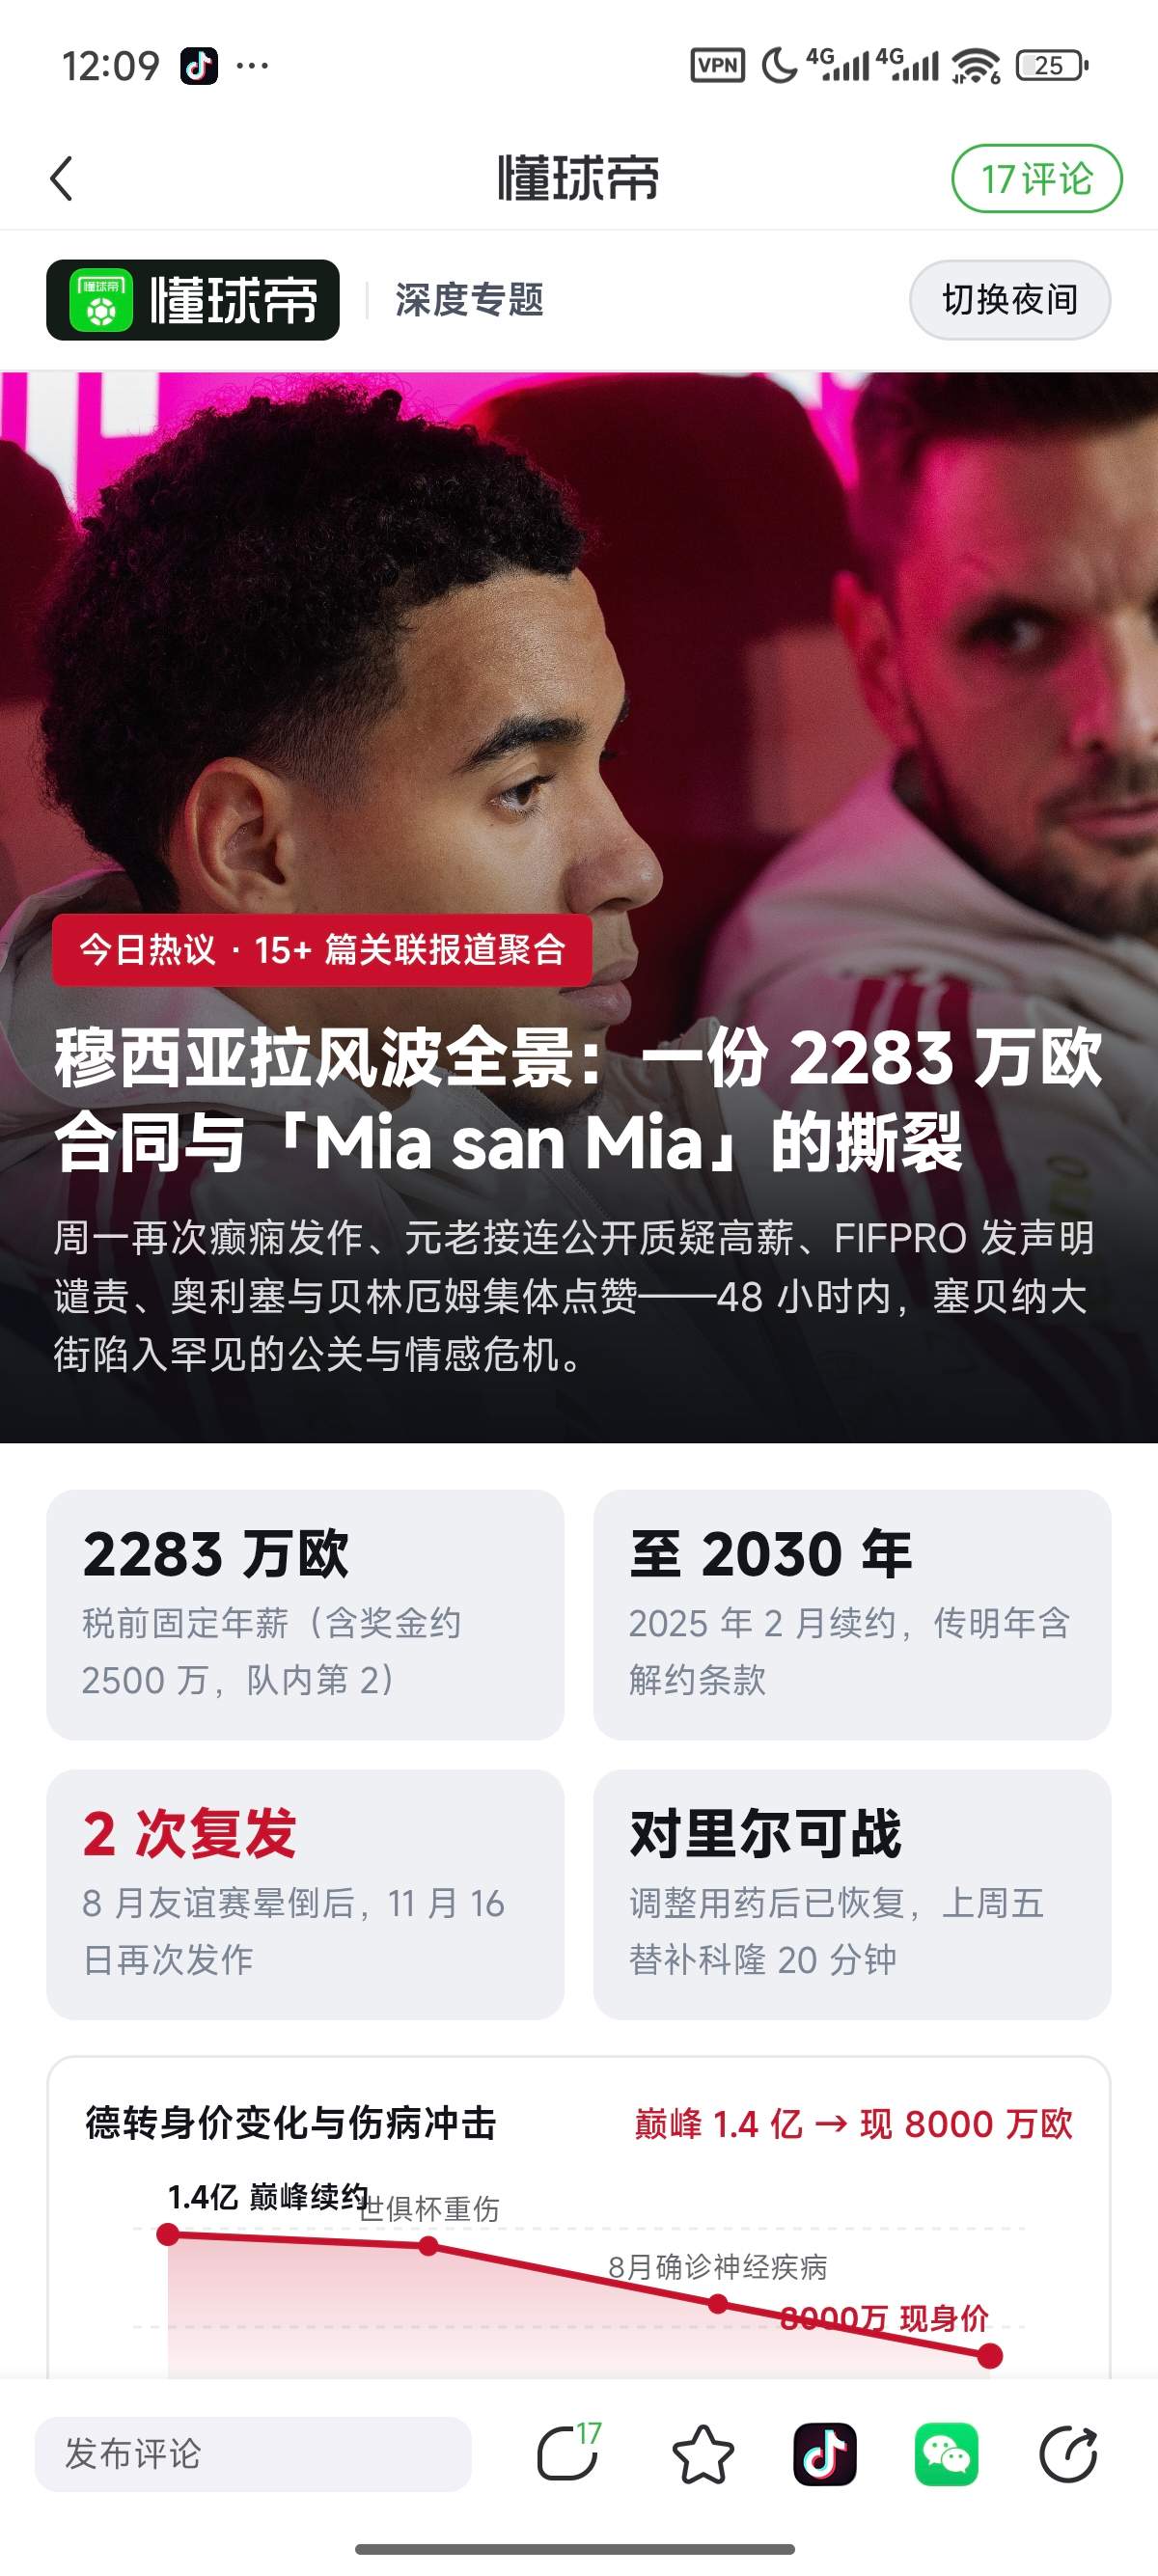 12:09
VPN 4G 4G 6 25
懂球帝
17评论
懂球帝 懂球帝 深度专题
切换夜间
今日热议 · 15+ 篇关联报道聚合
穆西亚拉风波全景：一份 2283 万欧
合同与「Mia san Mia」的撕裂
周一再次癫痫发作、元老接连公开质疑高薪、FIFPRO 发声明
谴责、奥利塞与贝林厄姆集体点赞——48 小时内，塞贝纳大
街陷入罕见的公关与情感危机。
2283 万欧
税前固定年薪（含奖金约
2500 万，队内第 2）
至 2030 年
2025 年 2 月续约，传明年含
解约条款
2 次复发
8 月友谊赛晕倒后，11 月 16
日再次发作
对里尔可战
调整用药后已恢复，上周五
替补科隆 20 分钟
德转身价变化与伤病冲击
巅峰 1.4 亿 → 现 8000 万欧
1.4亿 巅峰续约
世俱杯重伤
8月确诊神经疾病
8000万 现身价
发布评论
17